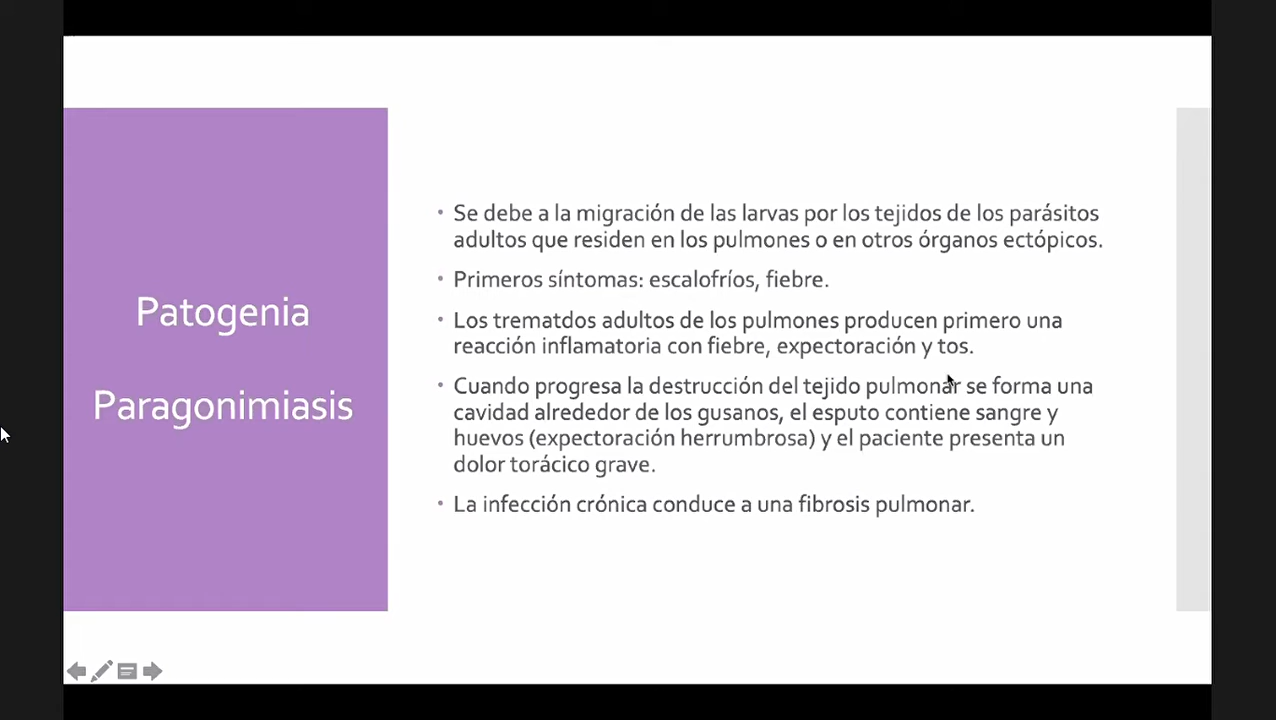 Patogenia
Paragonimiasis
• Se debe a la migración de las larvas por los tejidos de los parásitos
adultos que residen en los pulmones o en otros órganos ectópicos.
• Primeros síntomas: escalofríos, fiebre.
• Los trematdos adultos de los pulmones producen primero una
reacción inflamatoria con fiebre, expectoración y tos.
• Cuando progresa la destrucción del tejido pulmonar se forma una
cavidad alrededor de los gusanos, el esputo contiene sangre y
huevos (expectoración herrumbrosa) y el paciente presenta un
dolor torácico grave.
• La infección crónica conduce a una fibrosis pulmonar.